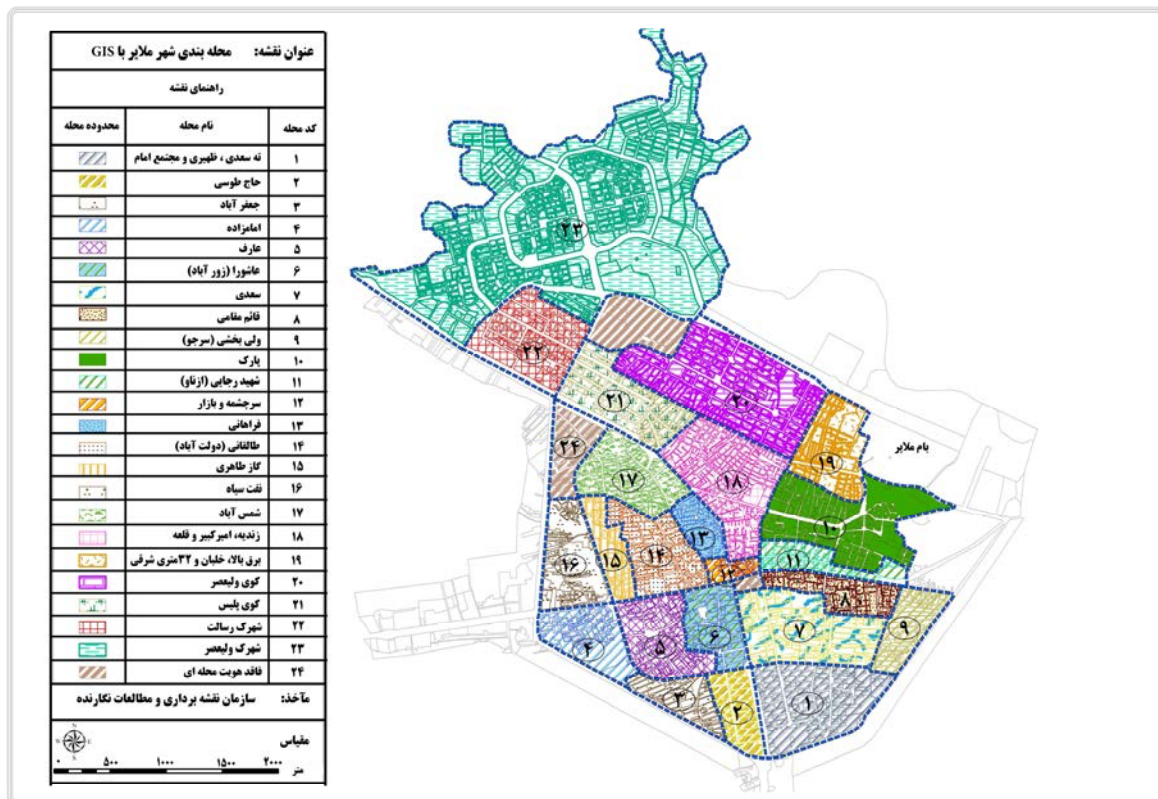 عنوان نقشه: محله بندی شهر ملایر با GIS
راهنمای نقشه
کد محله نام محله محدوده محله
۱ ته سعدی ، ظهیری و مجتمع امام
۲ حاج طوسی
۳ جعفر آباد
۴ امامزاده
۵ عارف
۶ عاشورا (زور آباد)
۷ سعدی
۸ قائم مقامی
۹ ولی بخشی (سرجو)
۱۰ پارک
۱۱ شهید رجایی (ازناو)
۱۲ سرچشمه و بازار
۱۳ فراهانی
۱۴ طالقانی (دولت آباد)
۱۵ گاز طاهری
۱۶ نفت سیاه
۱۷ شمس آباد
۱۸ زندیه، امیرکبیر و قلعه
۱۹ برق بالا، خلبان و ۳۲متری شرقی
۲۰ کوی ولیعصر
۲۱ کوی پلیس
۲۲ شهرک رسالت
۲۳ شهرک ولیعصر
۲۴ فاقد هویت محله ای
مآخذ: سازمان نقشه برداری و مطالعات نگارنده
مقیاس
۰ ۵۰۰ ۱۰۰۰ ۱۵۰۰ ۲۰۰۰
متر
۲۳
۲۲
۲۰
۲۱
۲۴
۱۹
بام ملایر
۱۷
۱۸
۱۰
۱۳
۱۴
۱۱
۱۵
۱۶
۱۲
۸
۹
۷
۶
۵
۴
۳
۲
۱